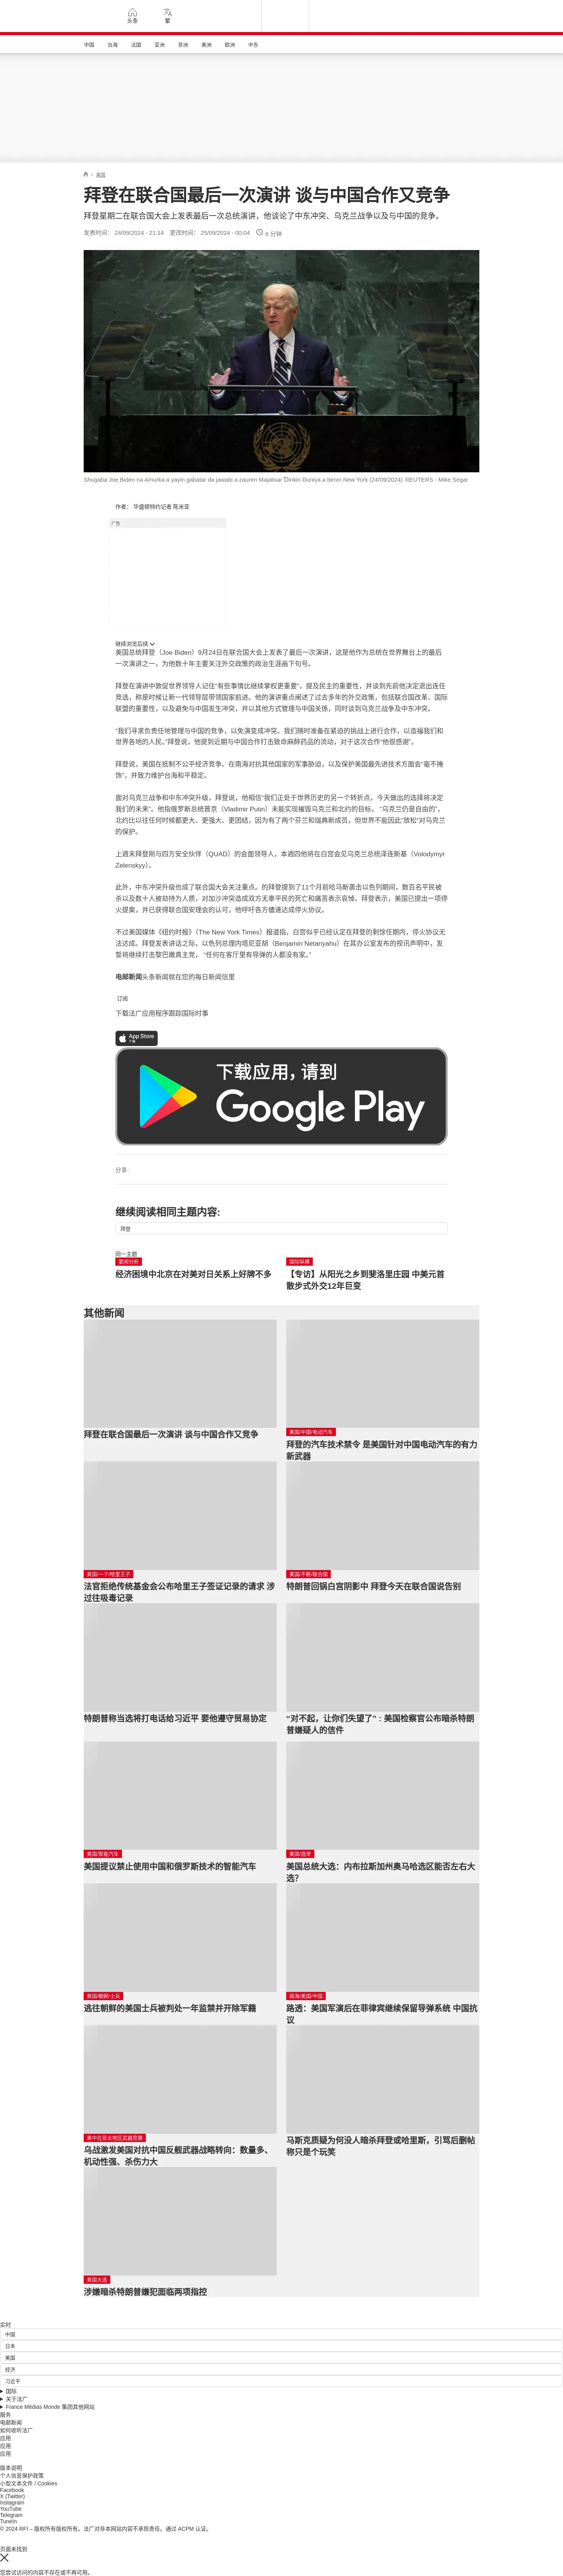 头条
繁
中国 台海 法国 亚洲 非洲 美洲 欧洲 中东
/ 美国
拜登在联合国最后一次演讲 谈与中国合作又竞争
拜登星期二在联合国大会上发表最后一次总统演讲，他谈论了中东冲突、乌克兰战争以及与中国的竞争。
发表时间： 24/09/2024 - 21:14 更改时间： 25/09/2024 - 00:04 6 分钟
Shugaba Joe Biden na Amurka a yayin gabatar da jawabi a zauren Majalisar Ɗinkin Duniya a birnin New York (24/09/2024) REUTERS - Mike Segar
作者： 华盛顿特约记者 陈米亚
广告
继续浏览后续
美国总统拜登（Joe Biden）9月24日在联合国大会上发表了最后一次演讲，这是他作为总统在世界舞台上的最后
一次演讲之一，为他数十年主要关注外交政策的政治生涯画下句号。
拜登在演讲中敦促世界领导人记住“有些事情比继续掌权更重要”，提及民主的重要性，并谈到先前他决定退出连任
竞选，称是时候让新一代领导层带领国家前进。他的演讲重点阐述了过去多年的外交政策，包括联合国改革、国际
联盟的重要性，以及避免与中国发生冲突，并以其他方式管理与中国关係，同时谈到乌克兰战争及中东冲突。
“我们寻求负责任地管理与中国的竞争，以免演变成冲突。我们随时准备在紧迫的挑战上进行合作，以造福我们和
世界各地的人民。”拜登说，他提到近期与中国合作打击致命麻醉药品的流动，对于这次合作“他很感谢”。
拜登说，美国在抵制不公平经济竞争、在南海对抗其他国家的军事胁迫，以及保护美国最先进技术方面会“毫不掩
饰”，并致力维护台海和平稳定。
面对乌克兰战争和中东冲突升级，拜登说，他相信“我们正处于世界历史的另一个转折点，今天做出的选择将决定
我们的未来”。他指俄罗斯总统普京（Vladimir Putin）未能实现摧毁乌克兰和北约的目标， “乌克兰仍是自由的”，
北约比以往任何时候都更大、更强大、更团结，因为有了两个芬兰和瑞典新成员，但世界不能因此“放松”对乌克兰
的保护。
上週末拜登刚与四方安全伙伴（QUAD）的会面领导人，本週四他将在白宫会见乌克兰总统泽连斯基（Volodymyr
Zelenskyy）。
此外，中东冲突升级也成了联合国大会关注重点。的拜登提到了11个月前哈马斯袭击以色列期间，数百名平民被
杀以及数十人被劫持为人质，对加沙冲突造成双方无辜平民的死亡和痛苦表示哀悼。拜登表示，美国已提出一项停
火提案，并已获得联合国安理会的认可，他呼吁各方儘速达成停火协议。
不过美国媒体《纽约时报》（The New York Times）报道指，白宫似乎已经认定在拜登的剩馀任期内，停火协议无
法达成。拜登发表讲话之际，以色列总理内塔尼亚胡（Benjamin Netanyahu）在其办公室发布的视讯声明中，发
誓将继续打击黎巴嫩真主党， “任何在客厅里有导弹的人都没有家。”
电邮新闻头条新闻就在您的每日新闻信里
订阅
下载法广应用程序跟踪国际时事
App Store 下载
下载应用，请到
Google Play
分享 :
继续阅读相同主题内容:
拜登
同一主题
要闻分析
经济困境中北京在对美对日关系上好牌不多
国际纵横
【专访】从阳光之乡到斐洛里庄园 中美元首
散步式外交12年巨变
其他新闻
拜登在联合国最后一次演讲 谈与中国合作又竞争
美国/中国/电动汽车
拜登的汽车技术禁令 是美国针对中国电动汽车的有力
新武器
美国/一个/哈里王子
法官拒绝传统基金会公布哈里王子签证记录的请求 涉
过往吸毒记录
美国/不断/联合国
特朗普回锅白宫阴影中 拜登今天在联合国说告别
特朗普称当选将打电话给习近平 要他遵守贸易协定
“对不起，让你们失望了”：美国检察官公布暗杀特朗
普嫌疑人的信件
美国/智能汽车
美国提议禁止使用中国和俄罗斯技术的智能汽车
美国/选举
美国总统大选：内布拉斯加州奥马哈选区能否左右大
选？
美国/朝鲜/士兵
逃往朝鲜的美国士兵被判处一年监禁并开除军籍
南海/美国/中国
路透：美国军演后在菲律宾继续保留导弹系统 中国抗
议
美中在亚太地区武器竞赛
乌战激发美国对抗中国反舰武器战略转向：数量多、
机动性强、杀伤力大
马斯克质疑为何没人暗杀拜登或哈里斯，引骂后删帖
称只是个玩笑
美国大选
涉嫌暗杀特朗普嫌犯面临两项指控
实时
中国
日本
美国
经济
习近平
国际
关于法广
France Médias Monde 集团其他网站
服务
电邮新闻
如何收听法广
应用
应用
应用
版本说明
个人信息保护政策
小型文本文件 / Cookies
Facebook
X (Twitter)
Instagram
YouTube
Telegram
TuneIn
© 2024 RFI – 版权所有版权所有。法广对非本网站内容不承担责任。通过 ACPM 认证。
页面未找到
您尝试访问的内容不存在或不再可用。